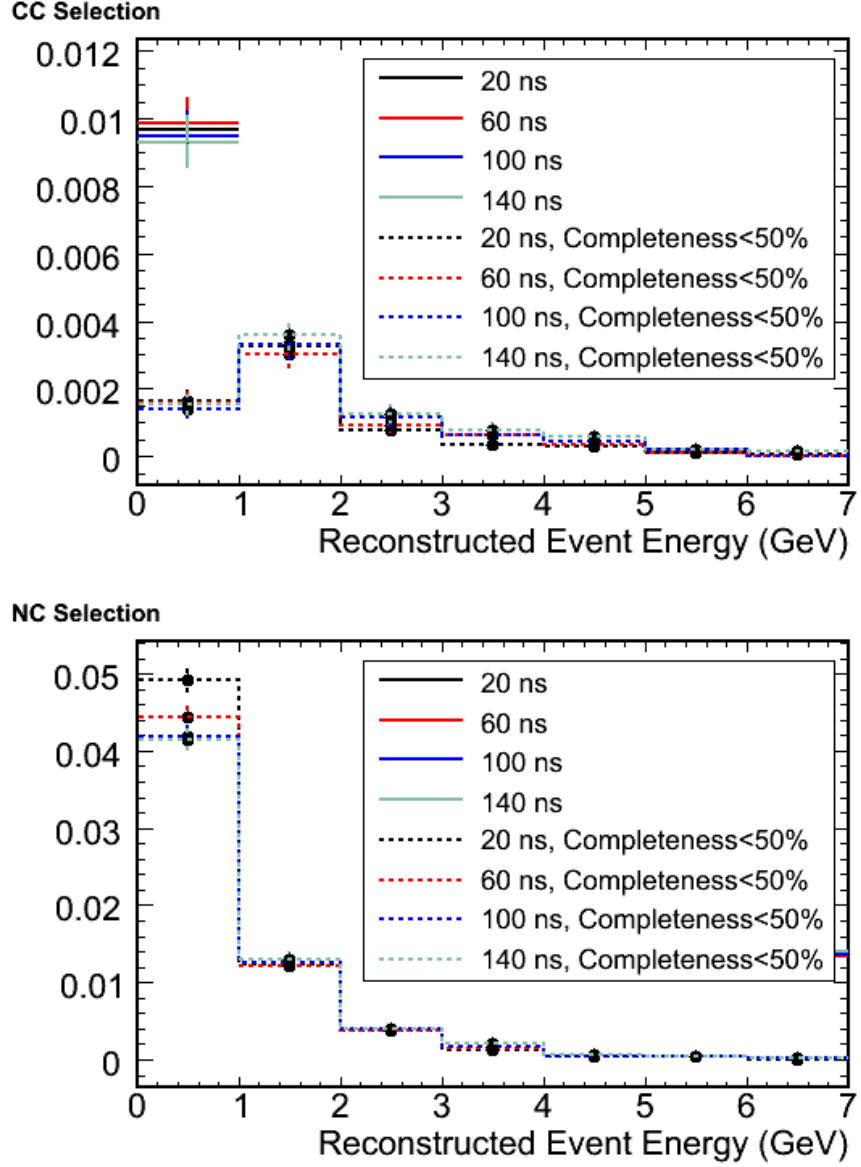 CC Selection
0.012
0.01
0.008
0.006
0.004
0.002
0
20 ns
60 ns
100 ns
140 ns
20 ns, Completeness<50%
60 ns, Completeness<50%
100 ns, Completeness<50%
140 ns, Completeness<50%
0 1 2 3 4 5 6 7
Reconstructed Event Energy (GeV)
NC Selection
0.05
0.04
0.03
0.02
0.01
0
20 ns
60 ns
100 ns
140 ns
20 ns, Completeness<50%
60 ns, Completeness<50%
100 ns, Completeness<50%
140 ns, Completeness<50%
0 1 2 3 4 5 6 7
Reconstructed Event Energy (GeV)